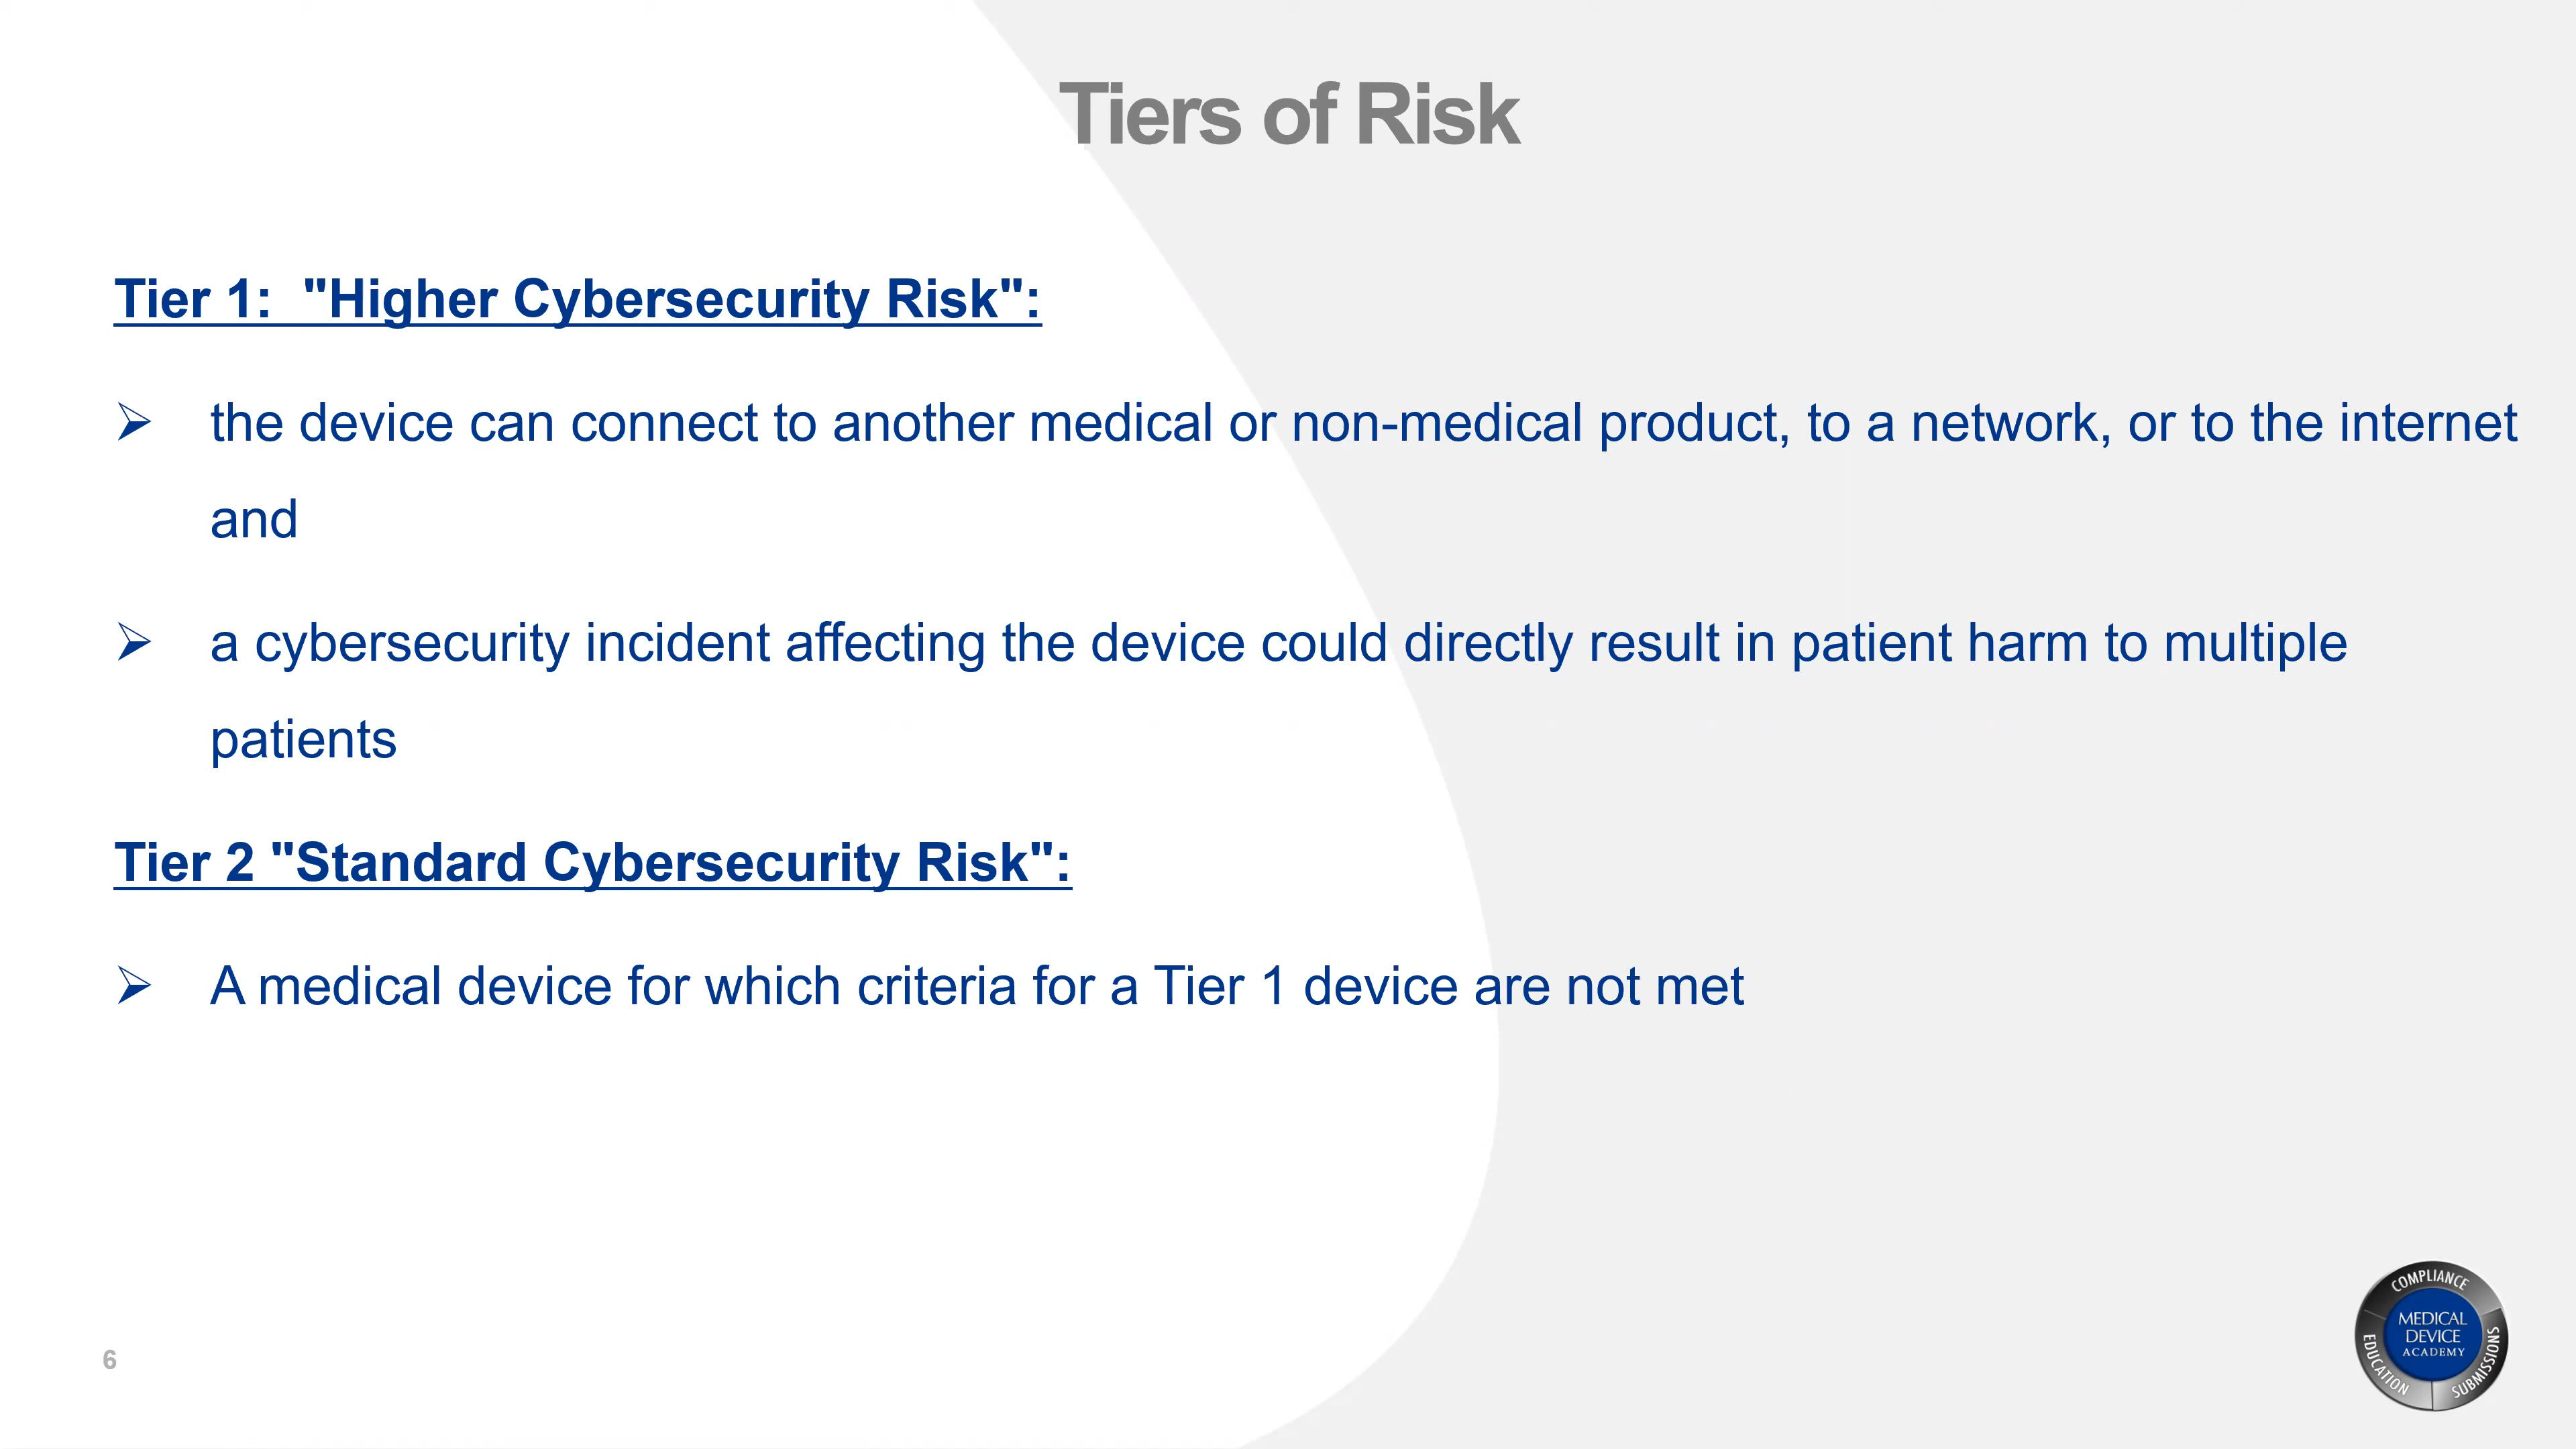 Tiers of Risk
Tier 1:  "Higher Cybersecurity Risk":
➢ the device can connect to another medical or non-medical product, to a network, or to the internet
and
➢ a cybersecurity incident affecting the device could directly result in patient harm to multiple
patients
Tier 2 "Standard Cybersecurity Risk":
➢ A medical device for which criteria for a Tier 1 device are not met
COMPLIANCE
MEDICAL
DEVICE
ACADEMY
EDUCATION
SUBMISSIONS
6